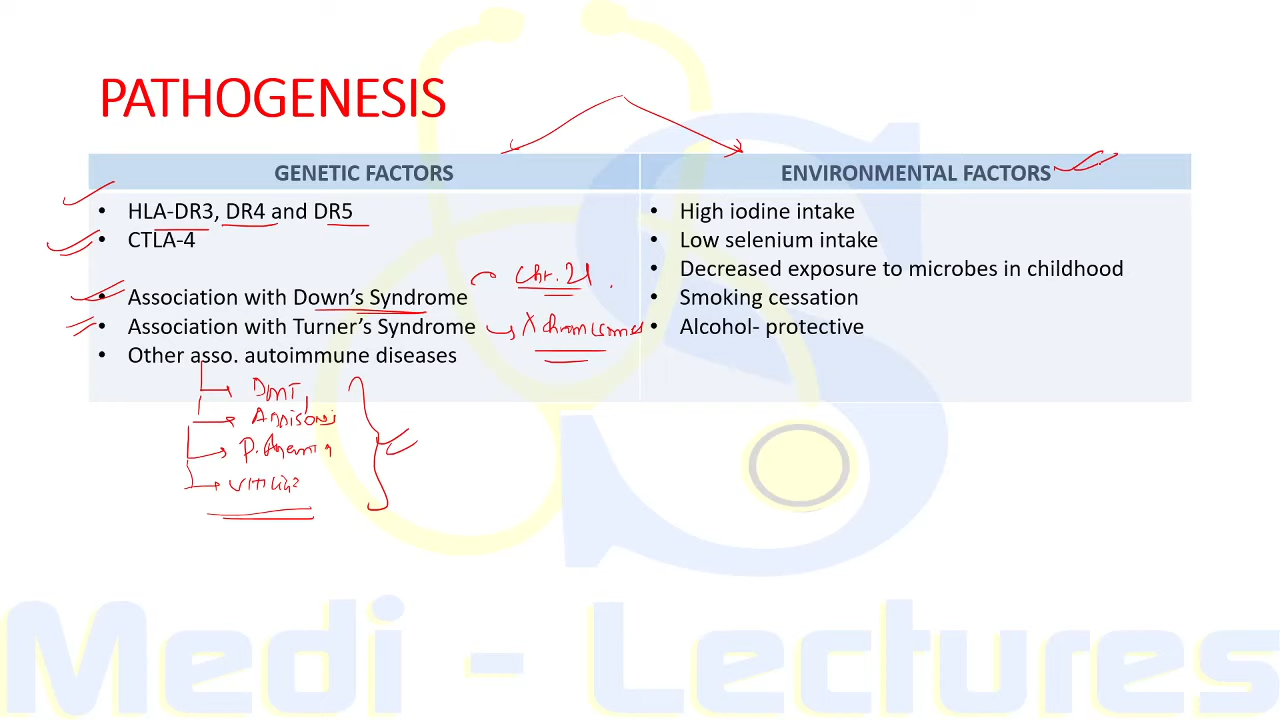 PATHOGENESIS
GENETIC FACTORS
ENVIRONMENTAL FACTORS
• HLA-DR3, DR4 and DR5
• CTLA-4
• Association with Down's Syndrome
chr. 21
• Association with Turner's Syndrome
X chromosomes
• Other asso. autoimmune diseases
DMT1
Addison's
P. Anemia
Vitiligo
• High iodine intake
• Low selenium intake
• Decreased exposure to microbes in childhood
• Smoking cessation
• Alcohol- protective
Medi - Lectures